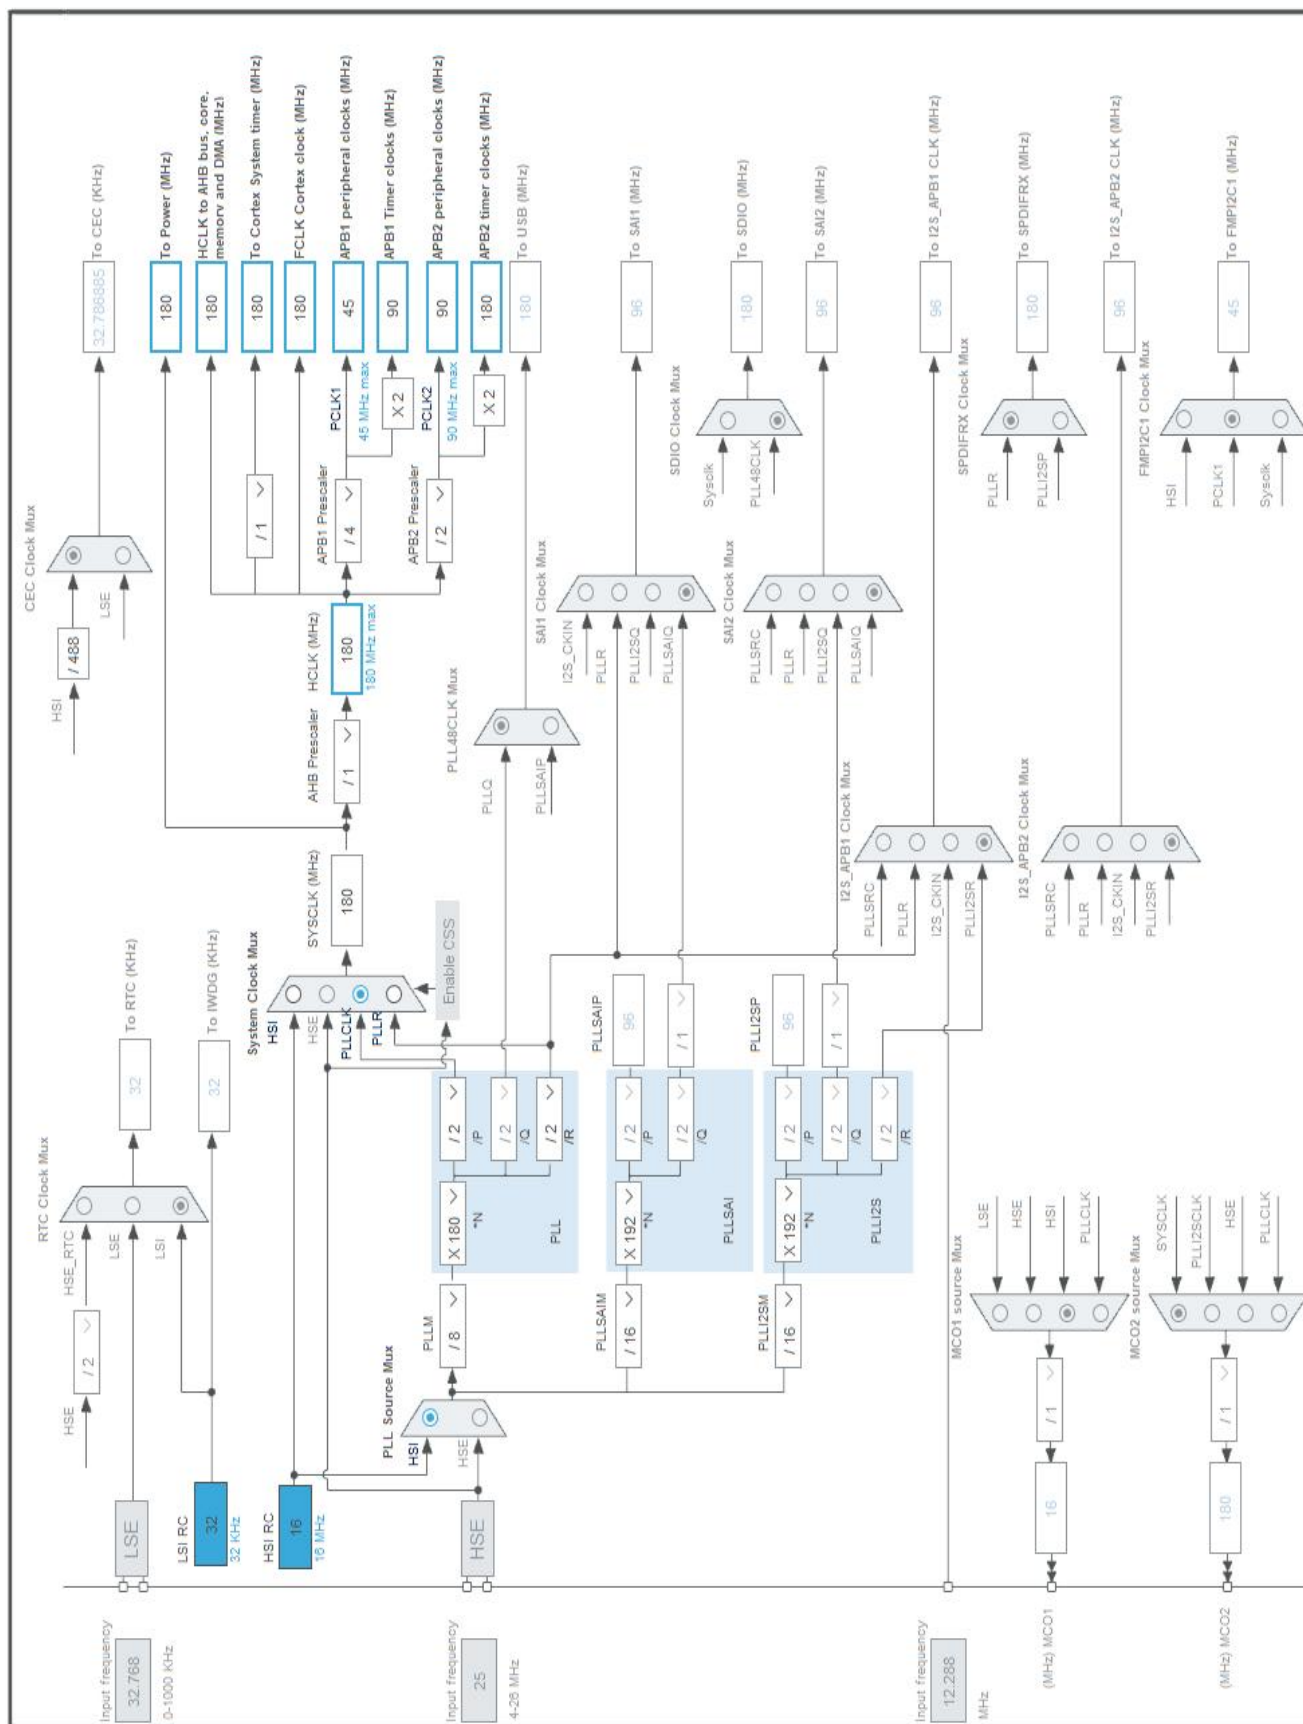 Input frequency
32.768
0-1000 KHz
LSE
LSI RC
32
32 KHz
HSI RC
16
16 MHz
Input frequency
25
4-26 MHz
HSE
HSE
/ 2
HSE_RTC
LSE
LSI
RTC Clock Mux
32
To RTC (KHz)
32
To IWDG (KHz)
HSI
/ 488
LSE
CEC Clock Mux
32.786885
To CEC (KHz)
System Clock Mux
HSI
HSE
PLLCLK
PLLR
Enable CSS
SYSCLK (MHz)
180
AHB Prescaler
/ 1
HCLK (MHz)
180
180 MHz max
180
To Power (MHz)
180
HCLK to AHB bus, core,
memory and DMA (MHz)
/ 1
180
To Cortex System timer (MHz)
180
FCLK Cortex clock (MHz)
APB1 Prescaler
/ 4
PCLK1
45 MHz max
45
APB1 peripheral clocks (MHz)
X 2
90
APB1 Timer clocks (MHz)
APB2 Prescaler
/ 2
PCLK2
90 MHz max
90
APB2 peripheral clocks (MHz)
X 2
180
APB2 timer clocks (MHz)
PLL Source Mux
HSI
HSE
PLLM
/ 8
X 180
*N
/ 2
/P
/ 2
/Q
/ 2
/R
PLL
PLLQ
PLLSAIP
PLL48CLK Mux
180
To USB (MHz)
PLLSAIM
/ 16
X 192
*N
/ 2
/P
/ 2
/Q
PLLSAI
PLLSAIP
96
/ 1
SAI1 Clock Mux
I2S_CKIN
PLLR
PLLI2SQ
PLLSAIQ
96
To SAI1 (MHz)
SDIO Clock Mux
Sysclk
PLL48CLK
180
To SDIO (MHz)
PLLI2SM
/ 16
X 192
*N
/ 2
/P
/ 2
/Q
/ 2
/R
PLLI2S
PLLI2SP
96
/ 1
SAI2 Clock Mux
PLLSRC
PLLR
PLLI2SQ
PLLSAIQ
96
To SAI2 (MHz)
Input frequency
12.288
MHz
I2S_APB1 Clock Mux
PLLSRC
PLLR
I2S_CKIN
PLLI2SR
96
To I2S_APB1 CLK (MHz)
SPDIFRX Clock Mux
PLLR
PLLI2SP
180
To SPDIFRX (MHz)
I2S_APB2 Clock Mux
PLLSRC
PLLR
I2S_CKIN
PLLI2SR
96
To I2S_APB2 CLK (MHz)
FMPI2C1 Clock Mux
HSI
PCLK1
Sysclk
45
To FMPI2C1 (MHz)
MCO1 source Mux
LSE
HSE
HSI
PLLCLK
/ 1
16
(MHz) MCO1
MCO2 source Mux
SYSCLK
PLLI2SCLK
HSE
PLLCLK
/ 1
180
(MHz) MCO2